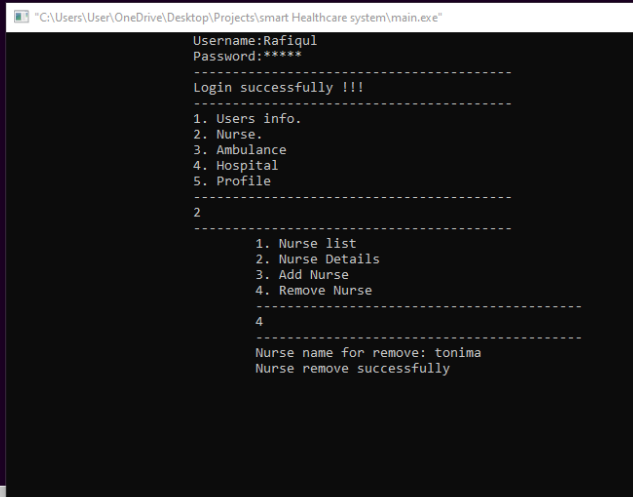 "C:\Users\User\OneDrive\Desktop\Projects\smart Healthcare system\main.exe"
Username:Rafiqul
Password:*****
-----------------------------------------
Login successfully !!!
-----------------------------------------
1. Users info.
2. Nurse.
3. Ambulance
4. Hospital
5. Profile
-----------------------------------------
2
-----------------------------------------
1. Nurse list
2. Nurse Details
3. Add Nurse
4. Remove Nurse
------------------------------------------
4
------------------------------------------
Nurse name for remove: tonima
Nurse remove successfully